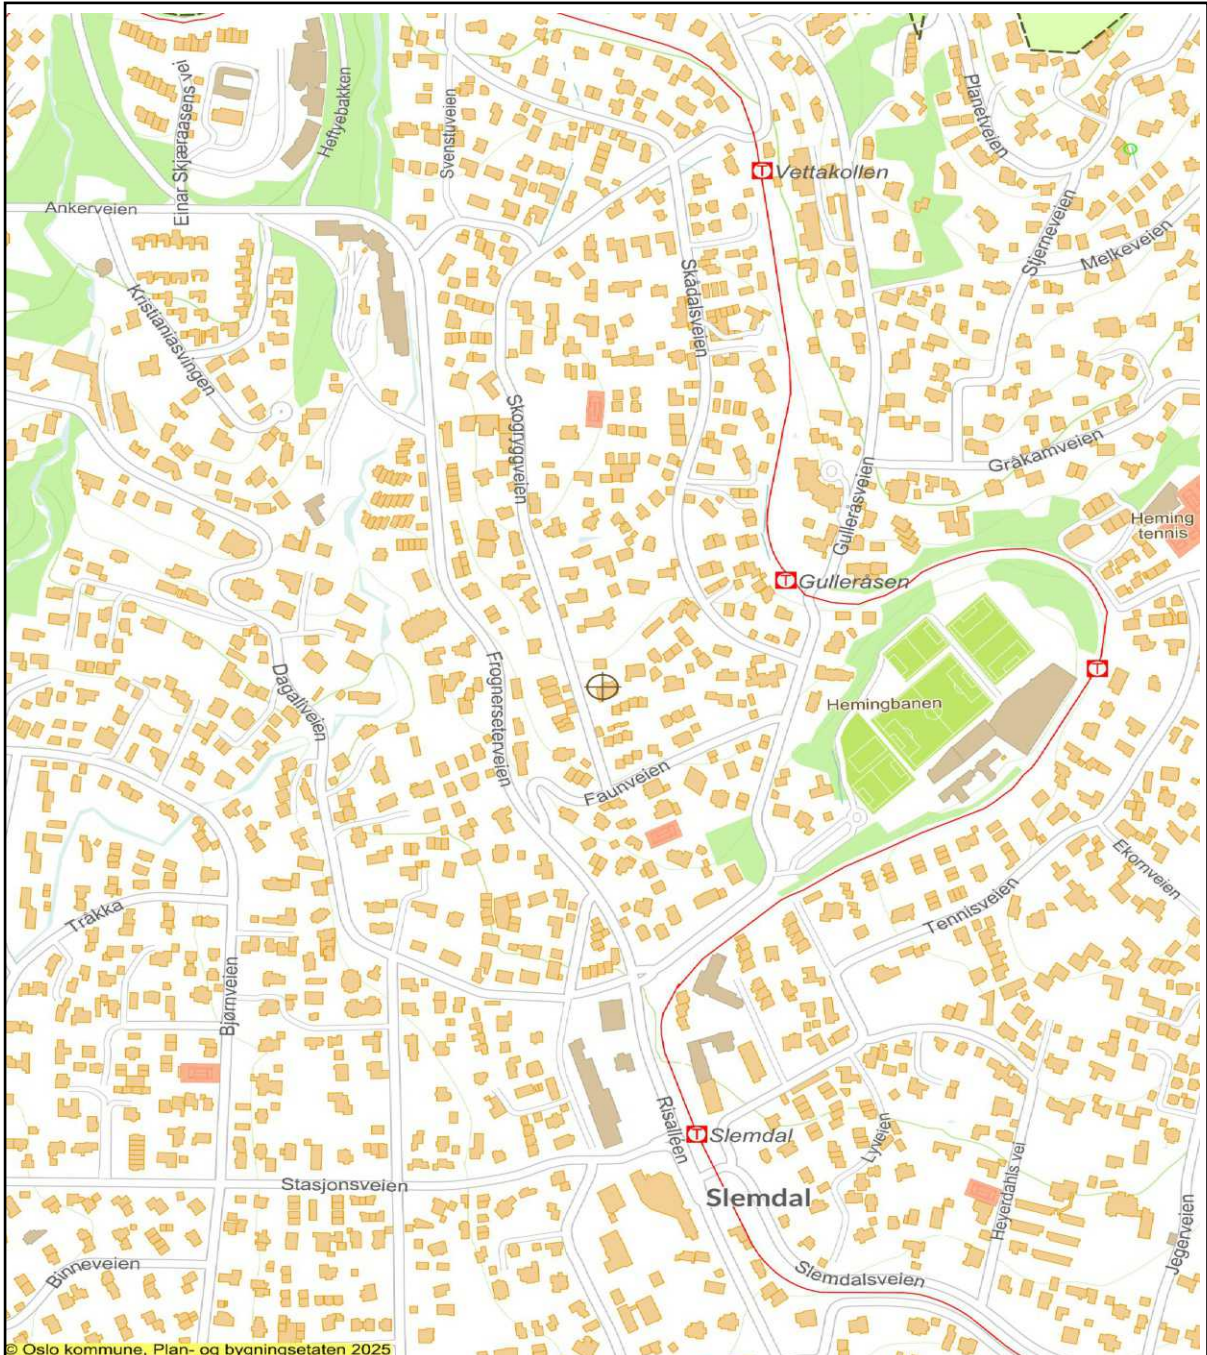 Einar Skjæraasens vei
Heftyebakken
Svenstuveien
Planetveien
Vettakollen
Ankerveien
Stjerneveien
Melkeveien
Skådalsveien
Kristianiasvingen
Skogryggveien
Gråkamveien
Gulleråsveien
Heming
tennis
Gulleråsen
Frognerseterveien
Dagaliveien
Hemingbanen
Faunveien
Ekornveien
Tennisveien
Tråkka
Bjørnveien
Risalléen
Slemdal
Lyveien
Heyerdahls vei
Stasjonsveien
Slemdal
Jegerveien
Binneveien
Slemdalsveien
© Oslo kommune, Plan- og bygningsetaten 2025